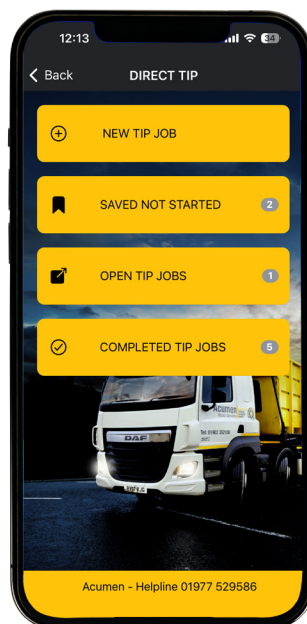 12:13
34
Back
DIRECT TIP
NEW TIP JOB
SAVED NOT STARTED
2
OPEN TIP JOBS
1
COMPLETED TIP JOBS
5
Acumen
DAF
Acumen - Helpline 01977 529586